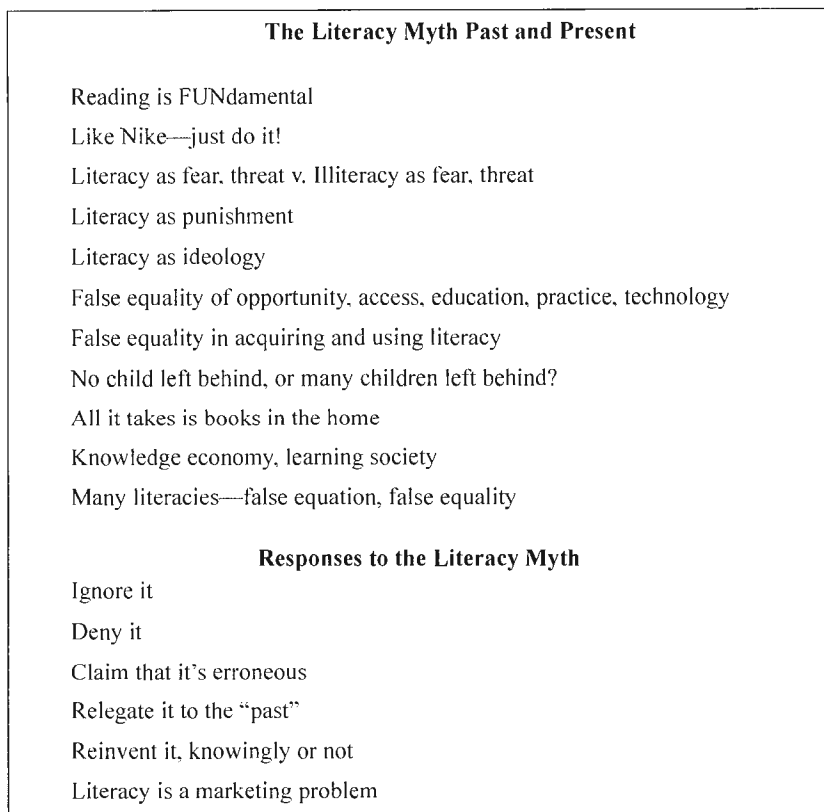 The Literacy Myth Past and Present
Reading is FUNdamental
Like Nike—just do it!
Literacy as fear, threat v. Illiteracy as fear, threat
Literacy as punishment
Literacy as ideology
False equality of opportunity, access, education, practice, technology
False equality in acquiring and using literacy
No child left behind, or many children left behind?
All it takes is books in the home
Knowledge economy, learning society
Many literacies—false equation, false equality
Responses to the Literacy Myth
Ignore it
Deny it
Claim that it's erroneous
Relegate it to the “past”
Reinvent it, knowingly or not
Literacy is a marketing problem